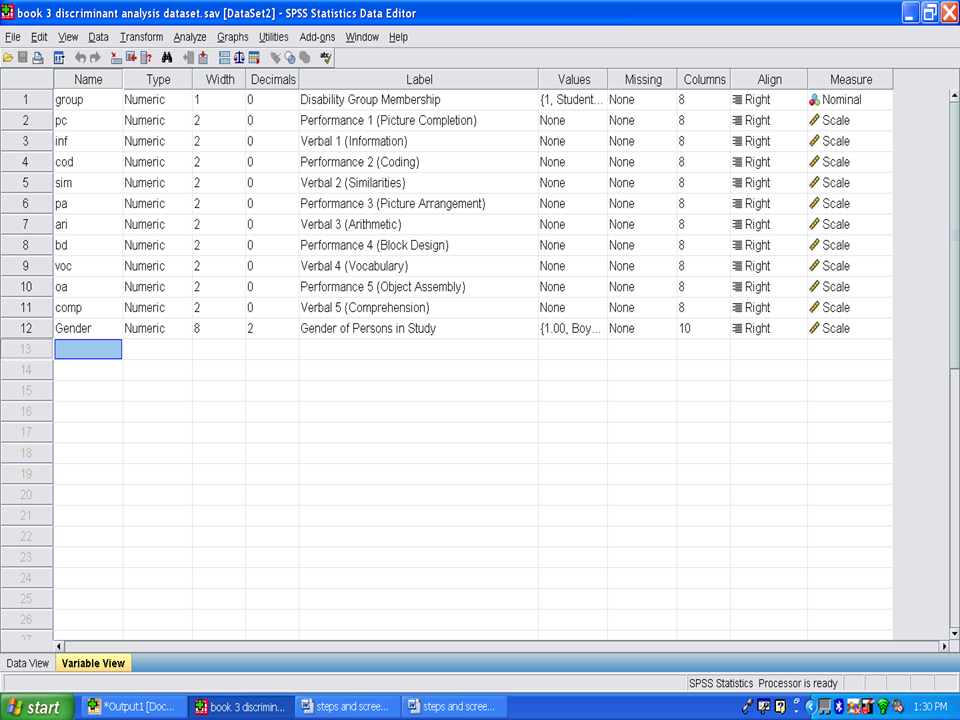 book 3 discriminant analysis dataset.sav [DataSet2] - SPSS Statistics Data Editor
File Edit View Data Transform Analyze Graphs Utilities Add-ons Window Help
Name Type Width Decimals Label Values Missing Columns Align Measure
1 group Numeric 1 0 Disability Group Membership {1, Student... None 8 Right Nominal
2 pc Numeric 2 0 Performance 1 (Picture Completion) None None 8 Right Scale
3 inf Numeric 2 0 Verbal 1 (Information) None None 8 Right Scale
4 cod Numeric 2 0 Performance 2 (Coding) None None 8 Right Scale
5 sim Numeric 2 0 Verbal 2 (Similarities) None None 8 Right Scale
6 pa Numeric 2 0 Performance 3 (Picture Arrangement) None None 8 Right Scale
7 ari Numeric 2 0 Verbal 3 (Arithmetic) None None 8 Right Scale
8 bd Numeric 2 0 Performance 4 (Block Design) None None 8 Right Scale
9 voc Numeric 2 0 Verbal 4 (Vocabulary) None None 8 Right Scale
10 oa Numeric 2 0 Performance 5 (Object Assembly) None None 8 Right Scale
11 comp Numeric 2 0 Verbal 5 (Comprehension) None None 8 Right Scale
12 Gender Numeric 8 2 Gender of Persons in Study {1.00, Boy... None 10 Right Scale
13
14
15
16
17
18
19
20
21
22
23
24
25
26
27
Data View Variable View
SPSS Statistics Processor is ready
start *Output1 [Doc... book 3 discrimin... steps and scree... steps and scree... 1:30 PM